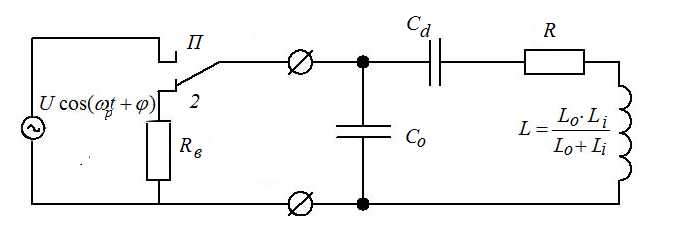 П
2
U cos(ω_p t + φ)
R_в
C_o
C_d
R
L = L_o · L_i / L_o + L_i